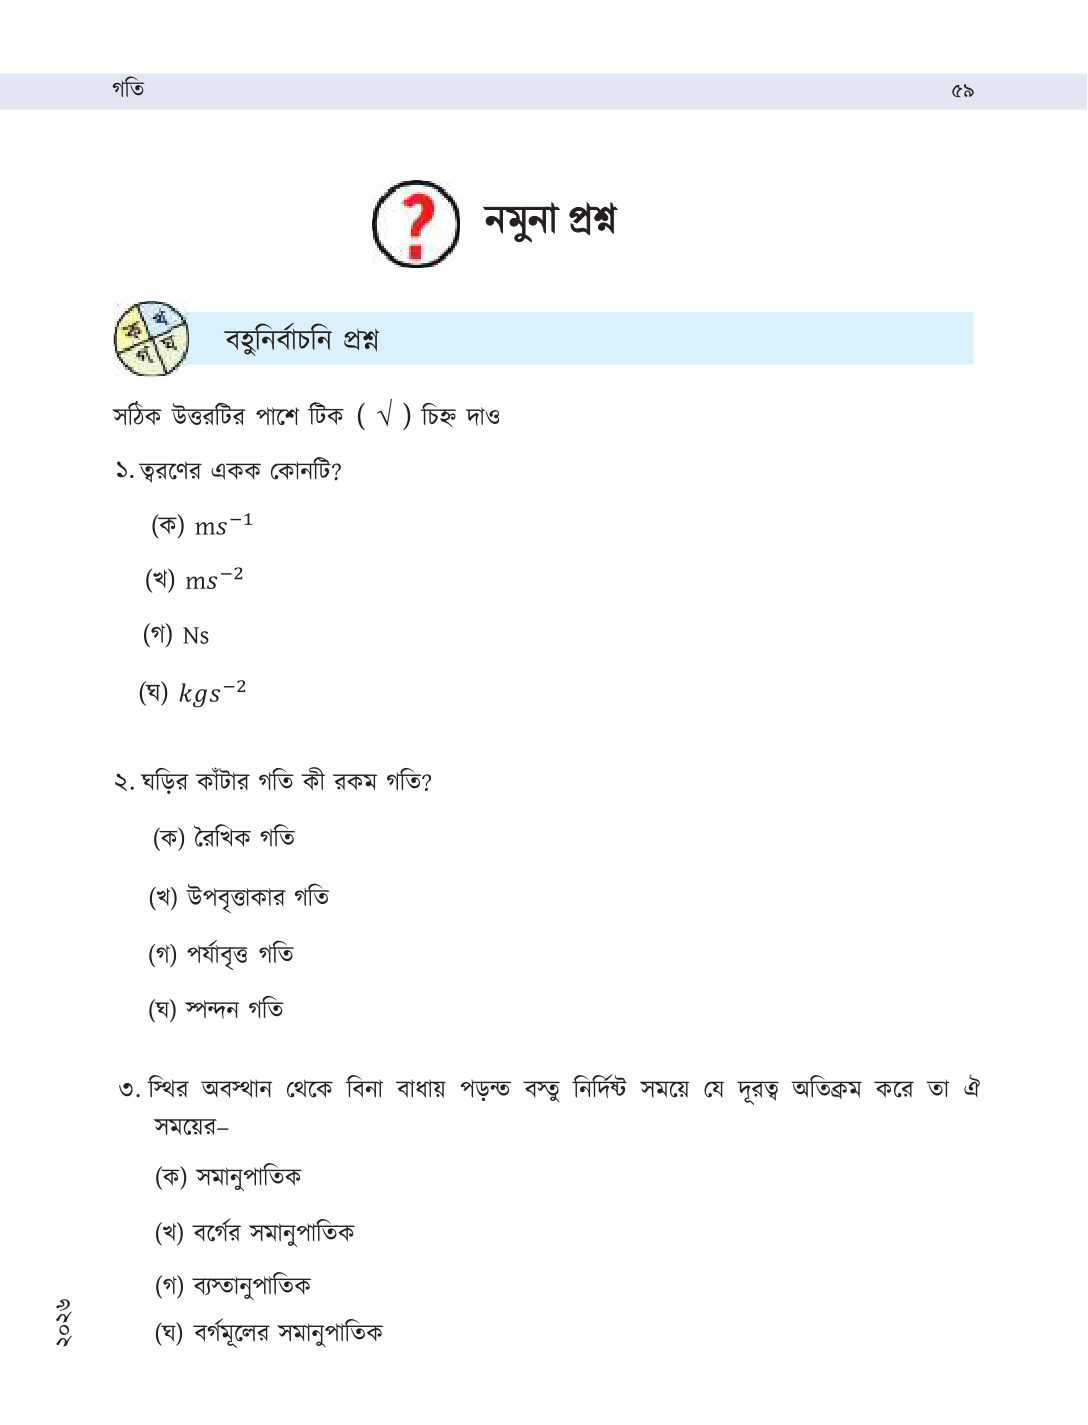 গতি ৫৯
নমুনা প্রশ্ন
ক খ গ ঘ
বহুনির্বাচনি প্রশ্ন
সঠিক উত্তরটির পাশে টিক ( √ ) চিহ্ন দাও
১. ত্বরণের একক কোনটি?
(ক) ms⁻¹
(খ) ms⁻²
(গ) Ns
(ঘ) kgs⁻²
২. ঘড়ির কাঁটার গতি কী রকম গতি?
(ক) রৈখিক গতি
(খ) উপবৃত্তাকার গতি
(গ) পর্যাবৃত্ত গতি
(ঘ) স্পন্দন গতি
৩. স্থির অবস্থান থেকে বিনা বাধায় পড়ন্ত বস্তু নির্দিষ্ট সময়ে যে দূরত্ব অতিক্রম করে তা ঐ
সময়ের–
(ক) সমানুপাতিক
(খ) বর্গের সমানুপাতিক
(গ) ব্যস্তানুপাতিক
(ঘ) বর্গমূলের সমানুপাতিক
২০২৬